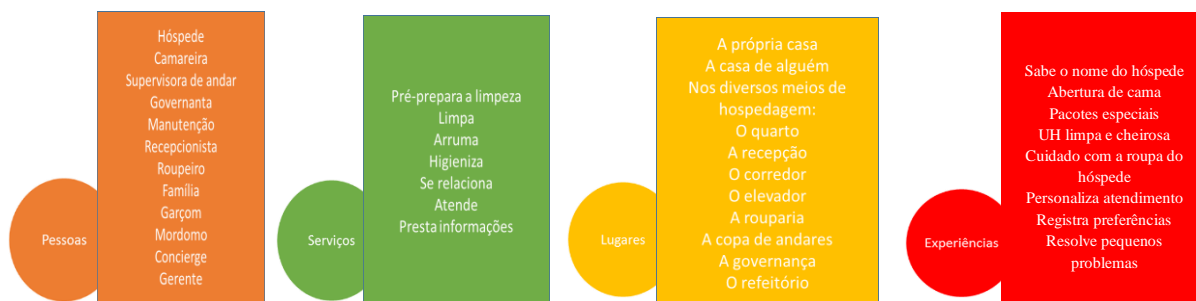 Pessoas
Hóspede
Camareira
Supervisora de andar
Governanta
Manutenção
Recepcionista
Roupeiro
Família
Garçom
Mordomo
Concierge
Gerente
Serviços
Pré-prepara a limpeza
Limpa
Arruma
Higieniza
Se relaciona
Atende
Presta informações
Lugares
A própria casa
A casa de alguém
Nos diversos meios de
hospedagem:
O quarto
A recepção
O corredor
O elevador
A rouparia
A copa de andares
A governança
O refeitório
Experiências
Sabe o nome do hóspede
Abertura de cama
Pacotes especiais
UH limpa e cheirosa
Cuidado com a roupa do
hóspede
Personaliza atendimento
Registra preferências
Resolve pequenos
problemas